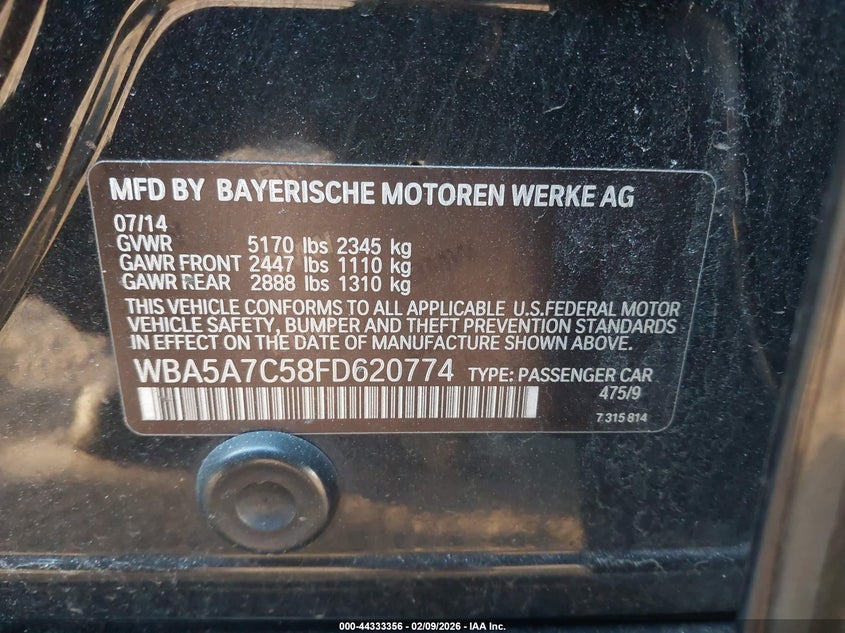 MFD BY BAYERISCHE MOTOREN WERKE AG
07/14
GVWR 5170 lbs 2345 kg
GAWR FRONT 2447 lbs 1110 kg
GAWR REAR 2888 lbs 1310 kg
THIS VEHICLE CONFORMS TO ALL APPLICABLE U.S.FEDERAL MOTOR
VEHICLE SAFETY, BUMPER AND THEFT PREVENTION STANDARDS
IN EFFECT ON THE DATE OF MANUFACTURE SHOWN ABOVE.
WBA5A7C58FD620774 TYPE: PASSENGER CAR
475/9
7 315 814
000-44333356 | 02/09/2026 – IAA Inc.